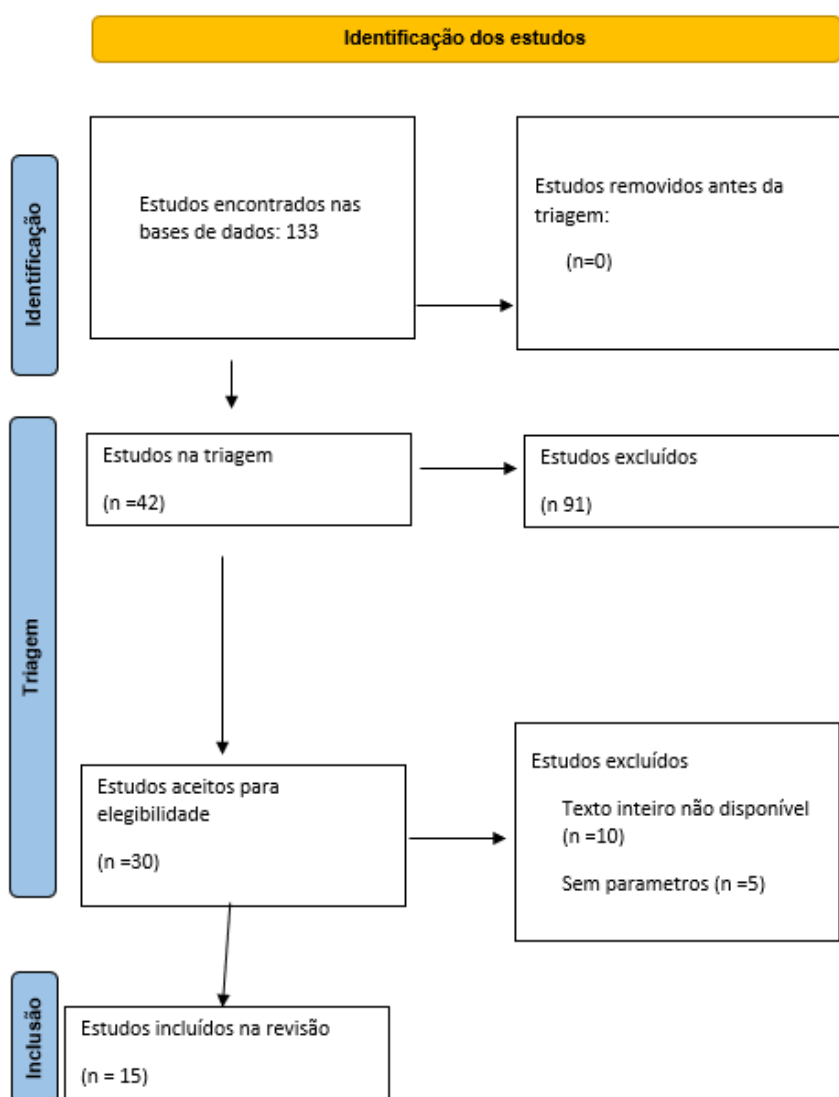 Identificação dos estudos
Identificação
Estudos encontrados nas
bases de dados: 133
Estudos removidos antes da
triagem:
(n=0)
Triagem
Estudos na triagem
(n =42)
Estudos excluídos
(n 91)
Estudos aceitos para
elegibilidade
(n =30)
Estudos excluídos
Texto inteiro não disponível
(n =10)
Sem parametros (n =5)
Inclusão
Estudos incluídos na revisão
(n = 15)